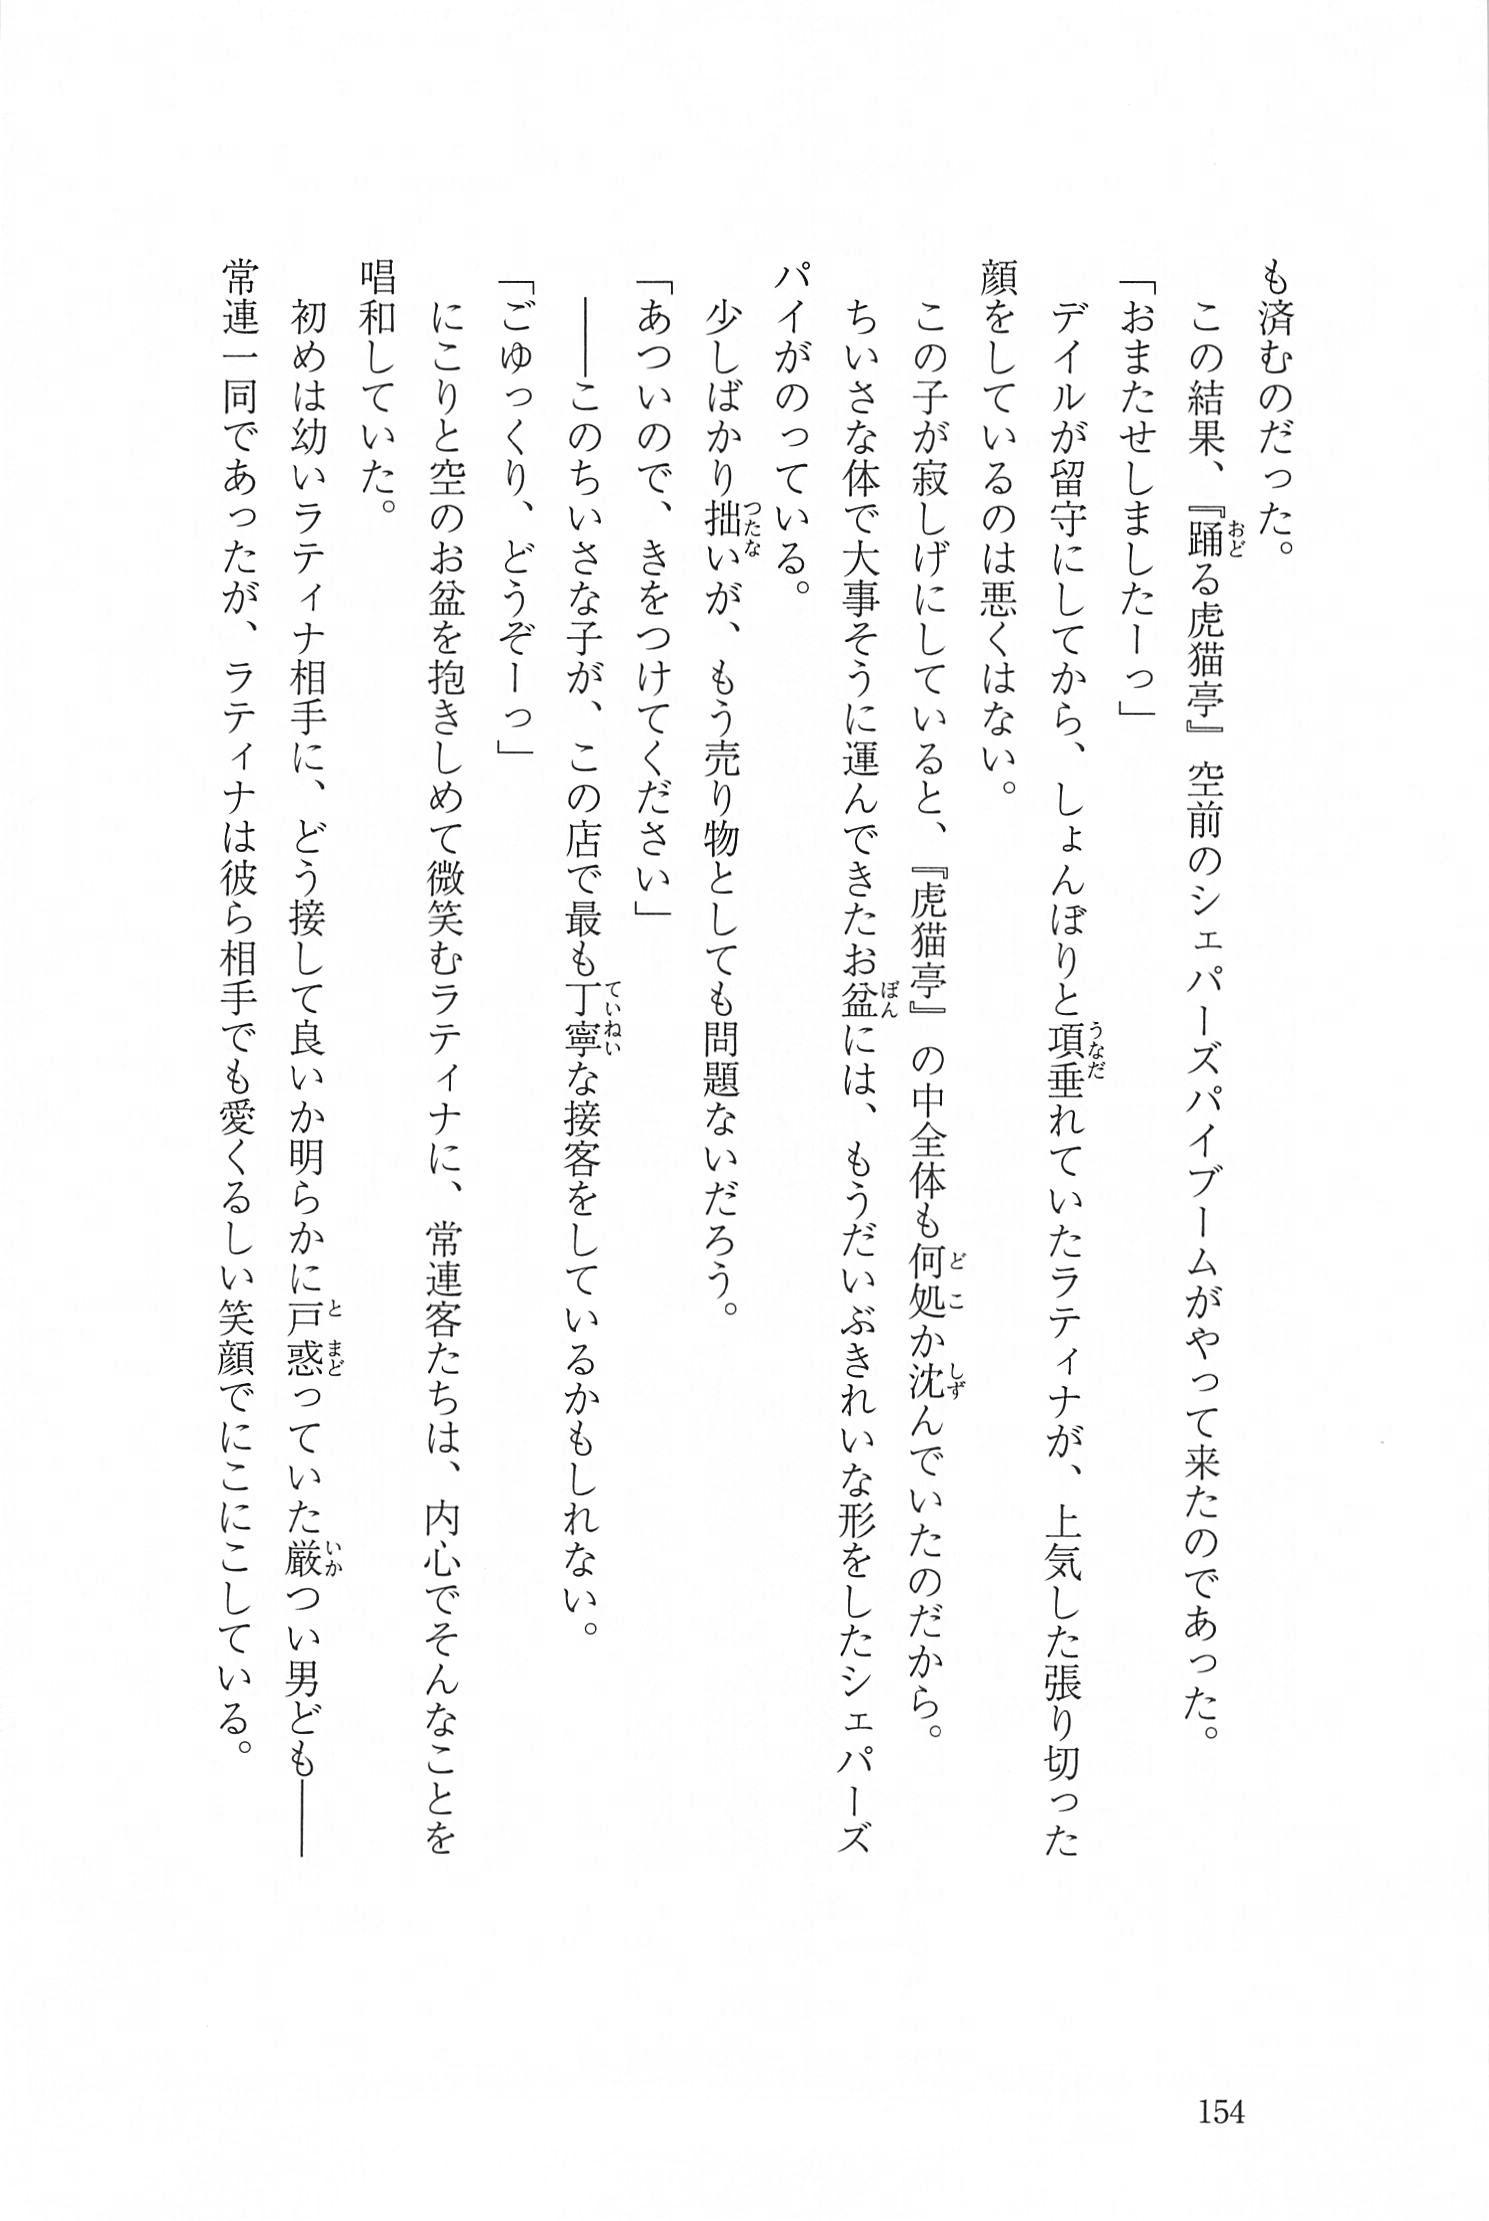 も済むのだった。
この結果、『踊る虎猫亭』空前のシェパーズパイブームがやって来たのであった。
「おまたせしましたーっ」
デイルが留守にしてから、しょんぼりと項垂れていたラティナが、上気した張り切った
顔をしているのは悪くはない。
この子が寂しげにしていると、『虎猫亭』の中全体も何処か沈んでいたのだから。
ちいさな体で大事そうに運んできたお盆には、もうだいぶきれいな形をしたシェパーズ
パイがのっている。
少しばかり拙いが、もう売り物としても問題ないだろう。
「あついので、きをつけてください」
――このちいさな子が、この店で最も丁寧な接客をしているかもしれない。
「ごゆっくり、どうぞーっ」
にこりと空のお盆を抱きしめて微笑むラティナに、常連客たちは、内心でそんなことを
唱和していた。
初めは幼いラティナ相手に、どう接して良いか明らかに戸惑っていた厳つい男ども――
常連一同であったが、ラティナは彼ら相手でも愛くるしい笑顔でにこにこしている。
154